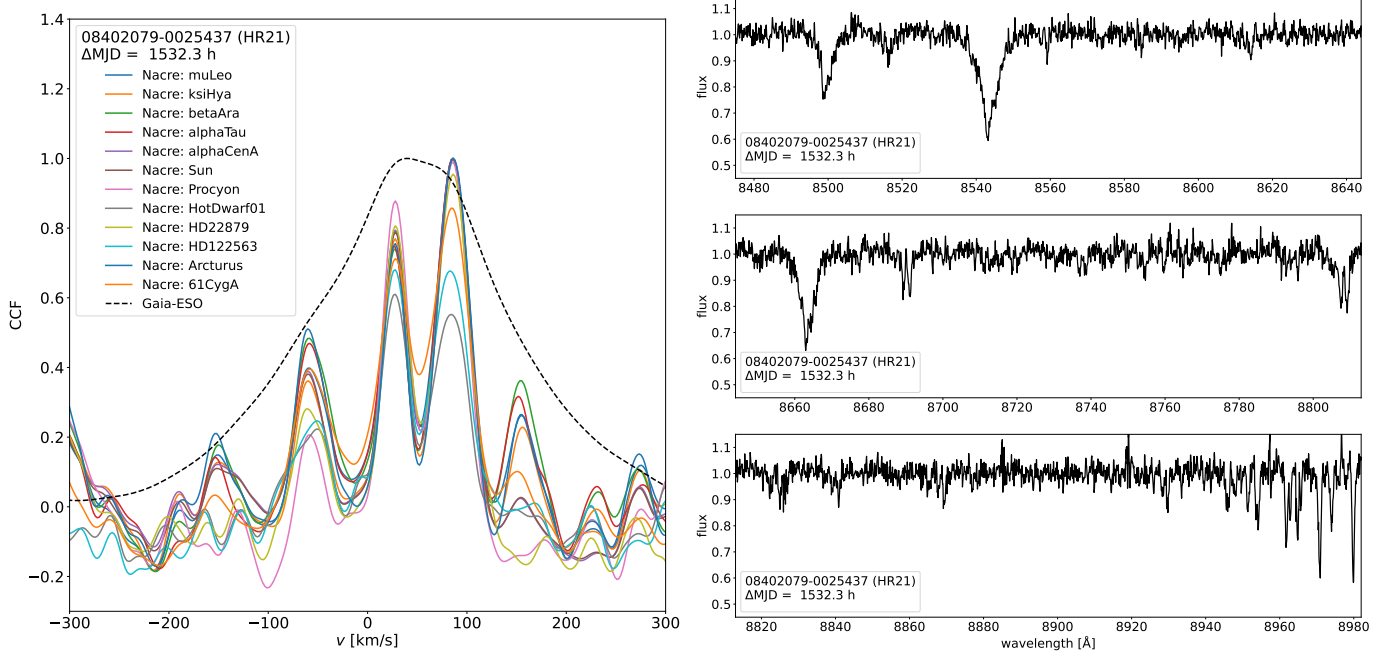 08402079-0025437 (HR21)
ΔMJD = 1532.3 h
Nacre: muLeo
Nacre: ksiHya
Nacre: betaAra
Nacre: alphaTau
Nacre: alphaCenA
Nacre: Sun
Nacre: Procyon
Nacre: HotDwarf01
Nacre: HD22879
Nacre: HD122563
Nacre: Arcturus
Nacre: 61CygA
Gaia-ESO
1.4
1.2
1.0
0.8
0.6
0.4
0.2
0.0
−0.2
CCF
−300 −200 −100 0 100 200 300
v [km/s]
1.1
1.0
0.9
0.8
0.7
0.6
0.5
flux
08402079-0025437 (HR21)
ΔMJD = 1532.3 h
8480 8500 8520 8540 8560 8580 8600 8620 8640
1.1
1.0
0.9
0.8
0.7
0.6
0.5
flux
08402079-0025437 (HR21)
ΔMJD = 1532.3 h
8660 8680 8700 8720 8740 8760 8780 8800
1.1
1.0
0.9
0.8
0.7
0.6
0.5
flux
08402079-0025437 (HR21)
ΔMJD = 1532.3 h
8820 8840 8860 8880 8900 8920 8940 8960 8980
wavelength [Å]